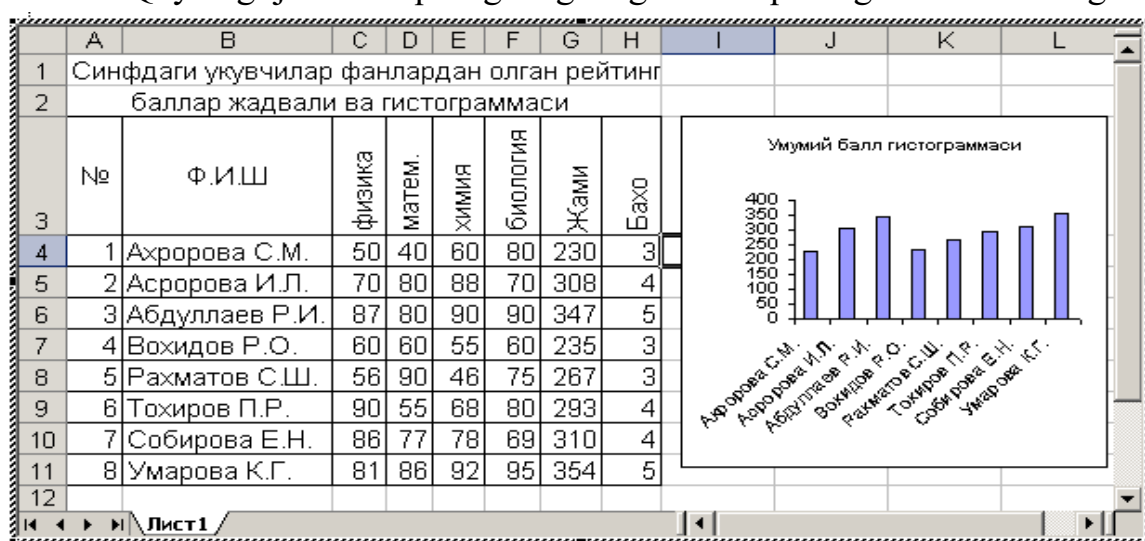 A B C D E F G H I J K L
1 Синфдаги укувчилар фанлардан олган рейтинг
2 баллар жадвали ва гистограммаси
3 № Ф.И.Ш физика матем. химия биология Жами Бахо
4 1 Ахророва С.М. 50 40 60 80 230 3
5 2 Асророва И.Л. 70 80 88 70 308 4
6 3 Абдуллаев Р.И. 87 80 90 90 347 5
7 4 Вохидов Р.О. 60 60 55 60 235 3
8 5 Рахматов С.Ш. 56 90 46 75 267 3
9 6 Тохиров П.Р. 90 55 68 80 293 4
10 7 Собирова Е.Н. 86 77 78 69 310 4
11 8 Умарова К.Г. 81 86 92 95 354 5
12
Умумий балл гистограммаси
400
350
300
250
200
150
100
50
0
Ахророва С.М.
Асророва И.Л.
Абдуллаев Р.И.
Вохидов Р.О.
Рахматов С.Ш.
Тохиров П.Р.
Собирова Е.Н.
Умарова К.Г.
Лист1